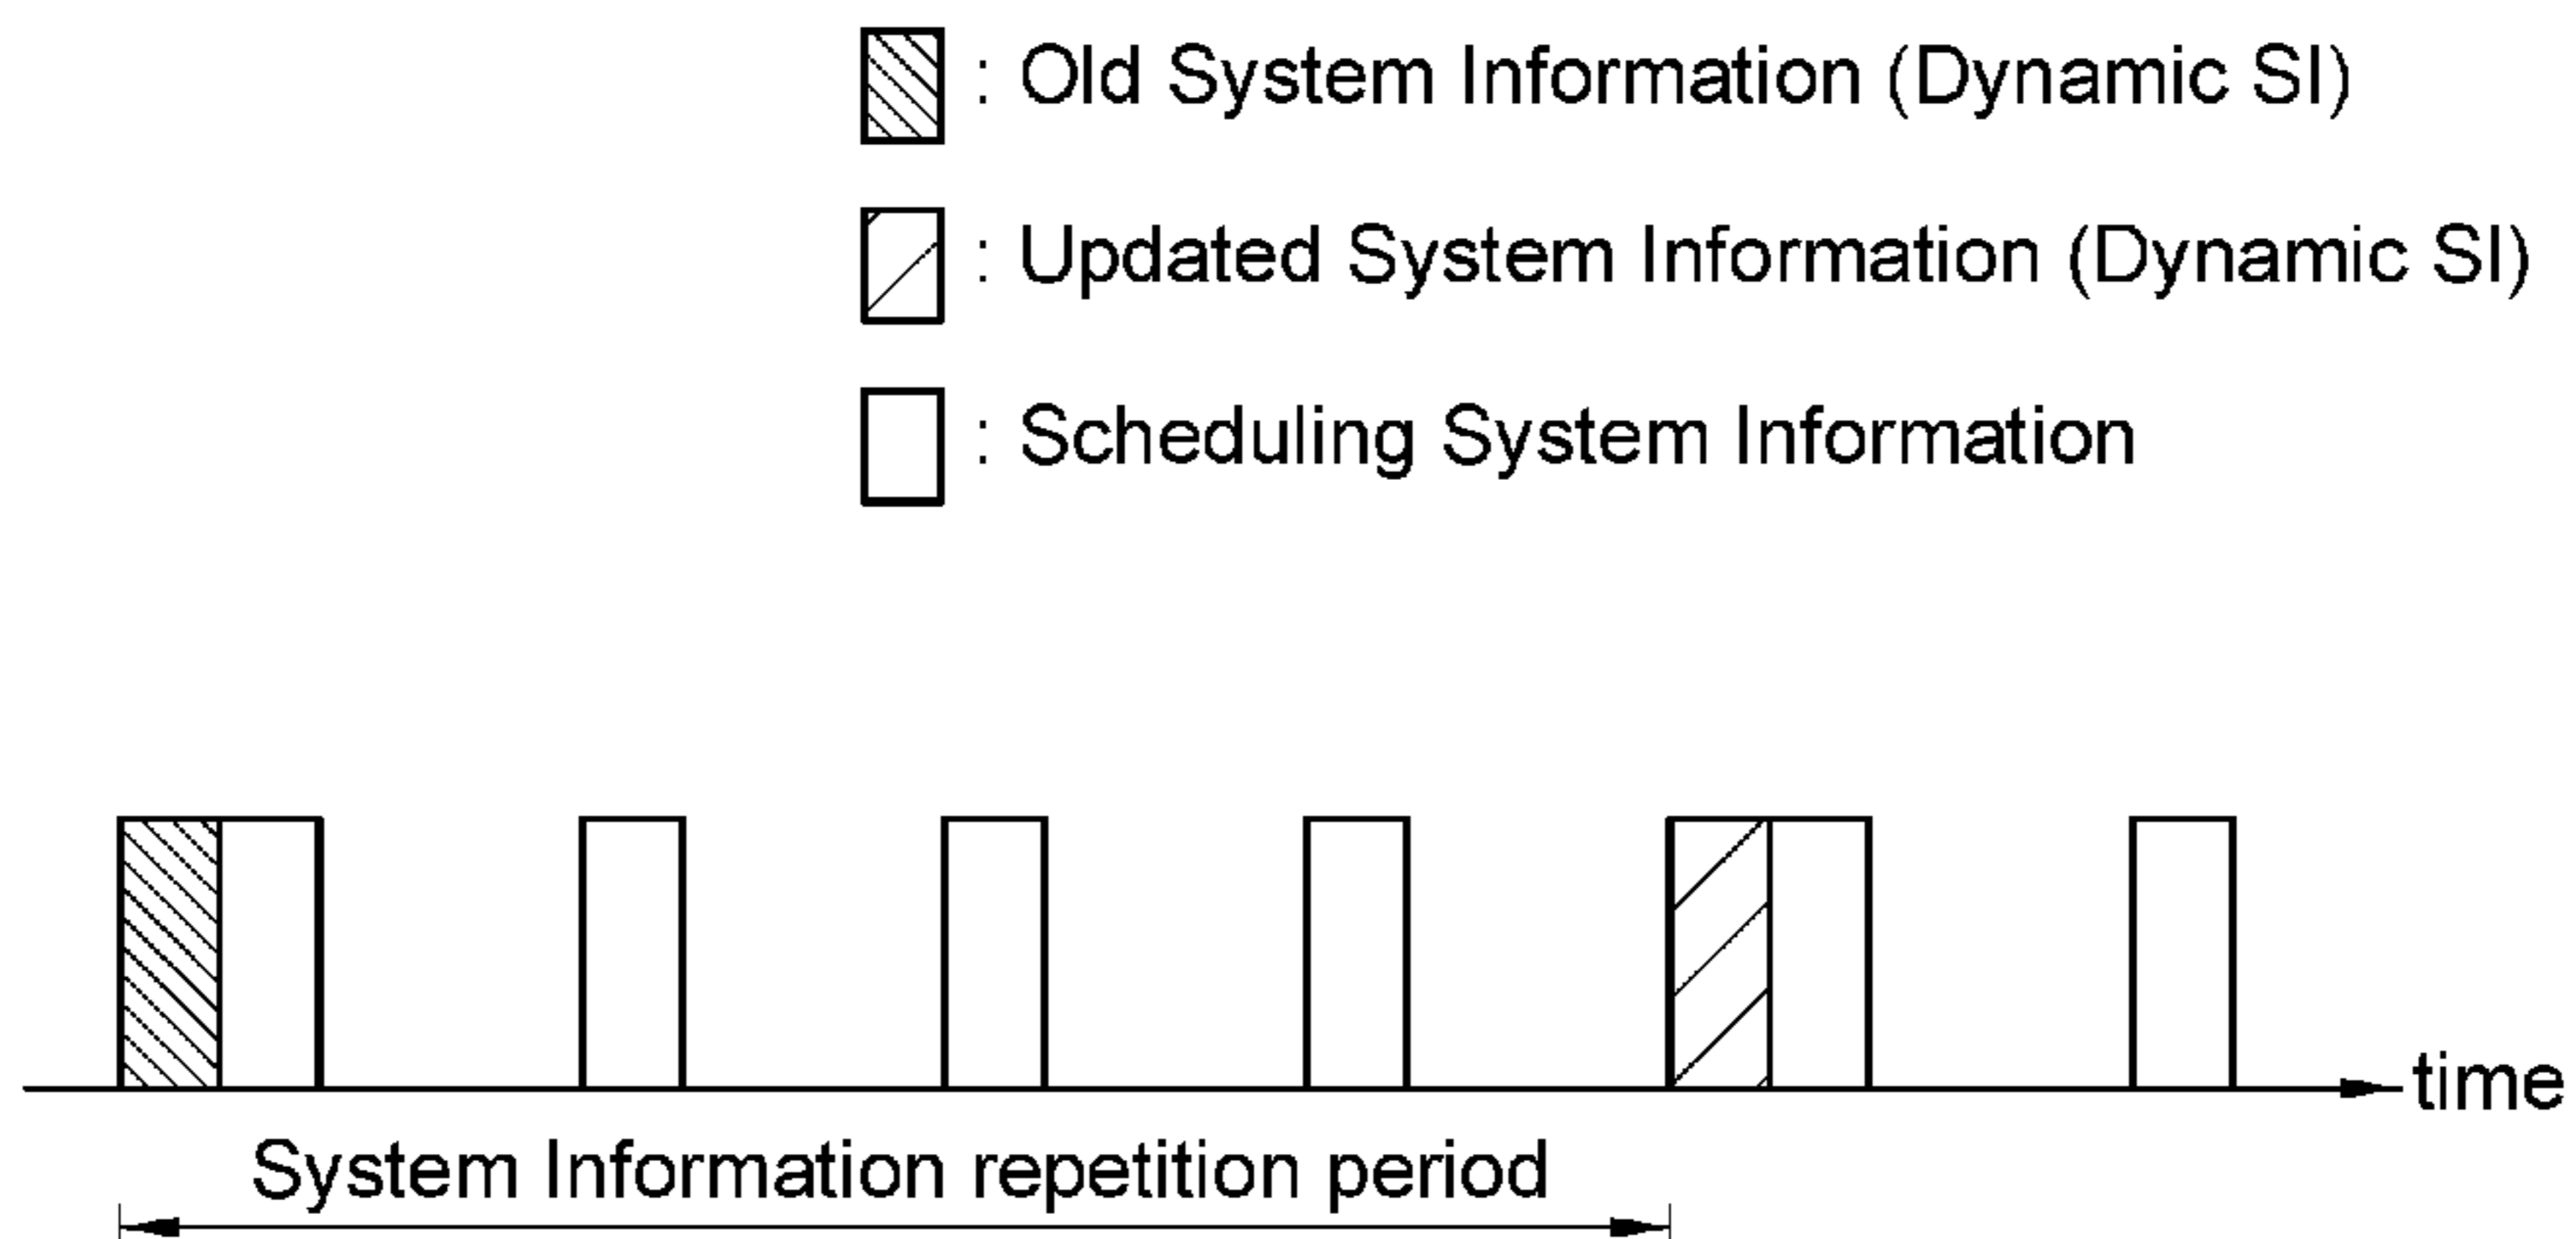 : Old System Information (Dynamic SI)
: Updated System Information (Dynamic SI)
: Scheduling System Information
time
System Information repetition period